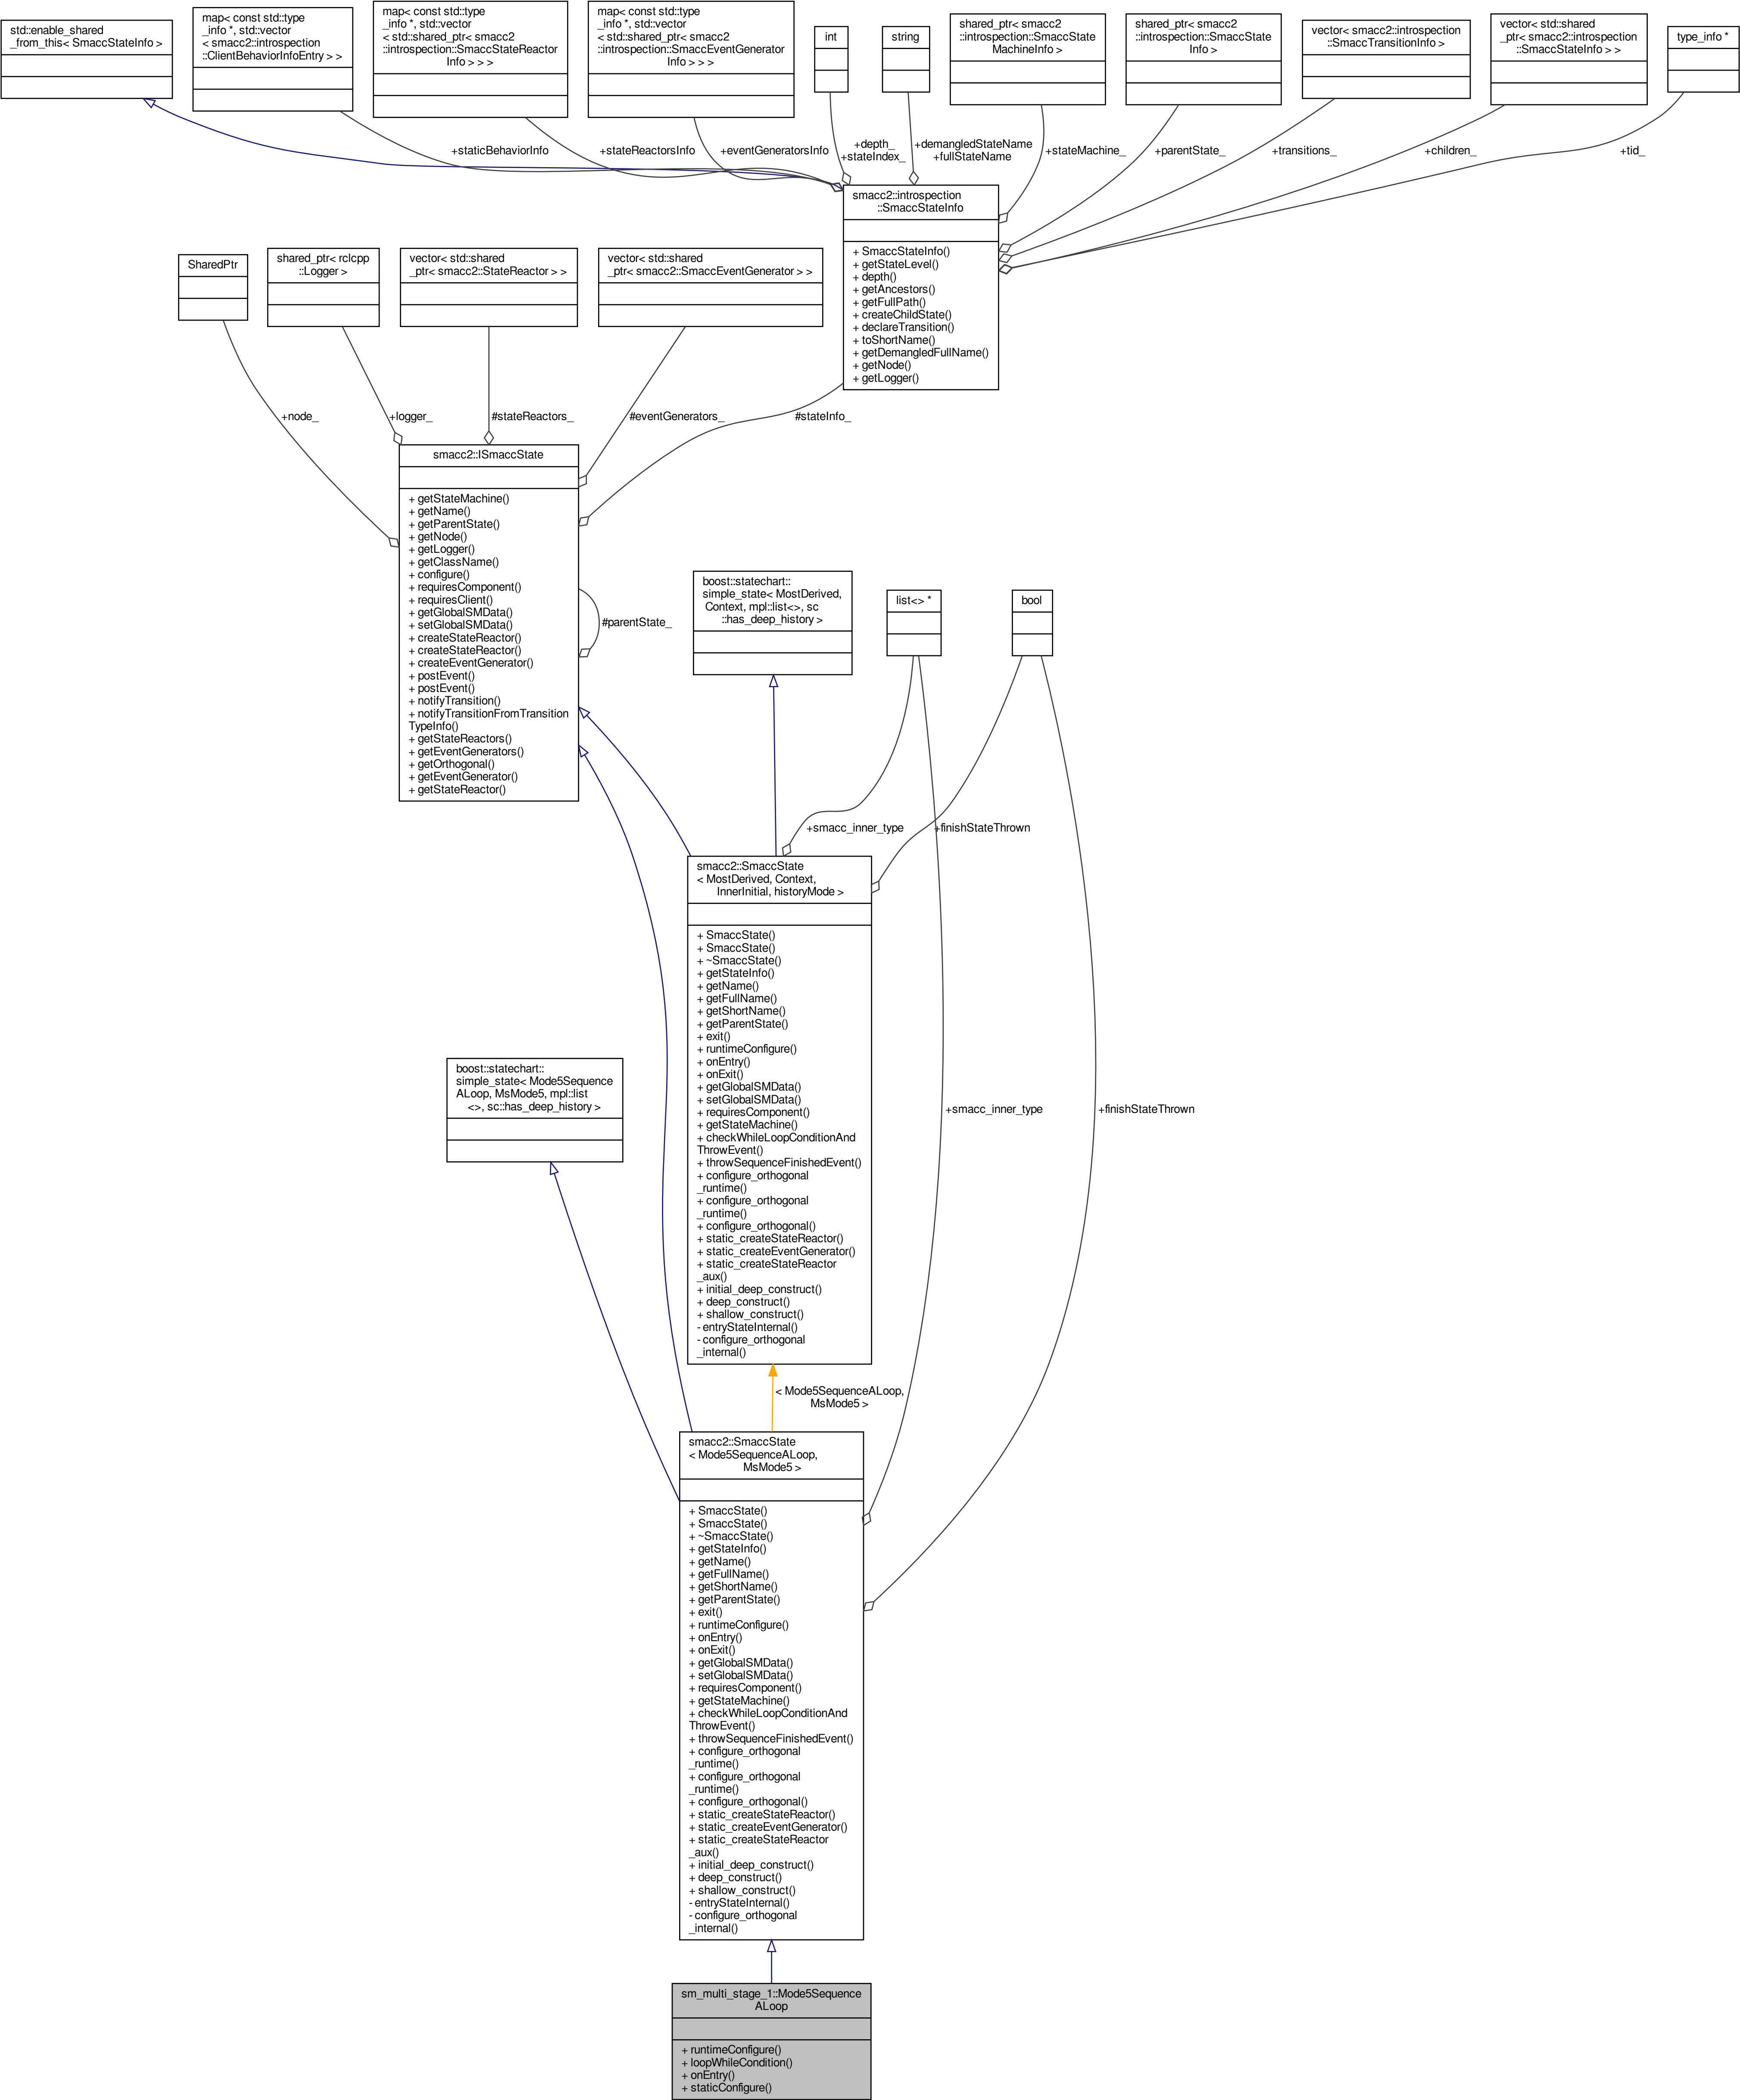 std::enable_shared
_from_this< SmaccStateInfo >
map< const std::type
_info *, std::vector
< smacc2::introspection
::ClientBehaviorInfoEntry > >
map< const std::type
_info *, std::vector
< std::shared_ptr< smacc2
::introspection::SmaccStateReactor
Info > > >
map< const std::type
_info *, std::vector
< std::shared_ptr< smacc2
::introspection::SmaccEventGenerator
Info > > >
int
string
shared_ptr< smacc2
::introspection::SmaccState
MachineInfo >
shared_ptr< smacc2
::introspection::SmaccState
Info >
vector< smacc2::introspection
::SmaccTransitionInfo >
vector< std::shared
_ptr< smacc2::introspection
::SmaccStateInfo > >
type_info *
+staticBehaviorInfo
+stateReactorsInfo
+eventGeneratorsInfo
+depth_
+stateIndex_
+demangledStateName
+fullStateName
+stateMachine_
+parentState_
+transitions_
+children_
+tid_
smacc2::introspection
::SmaccStateInfo
+ SmaccStateInfo()
+ getStateLevel()
+ depth()
+ getAncestors()
+ getFullPath()
+ createChildState()
+ declareTransition()
+ toShortName()
+ getDemangledFullName()
+ getNode()
+ getLogger()
SharedPtr
shared_ptr< rclcpp
::Logger >
vector< std::shared
_ptr< smacc2::StateReactor > >
vector< std::shared
_ptr< smacc2::SmaccEventGenerator > >
+node_
+logger_
#stateReactors_
#eventGenerators_
#stateInfo_
smacc2::ISmaccState
+ getStateMachine()
+ getName()
+ getParentState()
+ getNode()
+ getLogger()
+ getClassName()
+ configure()
+ requiresComponent()
+ requiresClient()
+ getGlobalSMData()
+ setGlobalSMData()
+ createStateReactor()
+ createStateReactor()
+ createEventGenerator()
+ postEvent()
+ postEvent()
+ notifyTransition()
+ notifyTransitionFromTransition
TypeInfo()
+ getStateReactors()
+ getEventGenerators()
+ getOrthogonal()
+ getEventGenerator()
+ getStateReactor()
#parentState_
boost::statechart::
simple_state< MostDerived,
Context, mpl::list<>, sc
::has_deep_history >
list<> *
bool
+smacc_inner_type
+finishStateThrown
smacc2::SmaccState
< MostDerived, Context,
InnerInitial, historyMode >
+ SmaccState()
+ SmaccState()
+ ~SmaccState()
+ getStateInfo()
+ getName()
+ getFullName()
+ getShortName()
+ getParentState()
+ exit()
+ runtimeConfigure()
+ onEntry()
+ onExit()
+ getGlobalSMData()
+ setGlobalSMData()
+ requiresComponent()
+ getStateMachine()
+ checkWhileLoopConditionAnd
ThrowEvent()
+ throwSequenceFinishedEvent()
+ configure_orthogonal
_runtime()
+ configure_orthogonal
_runtime()
+ configure_orthogonal()
+ static_createStateReactor()
+ static_createEventGenerator()
+ static_createStateReactor
_aux()
+ initial_deep_construct()
+ deep_construct()
+ shallow_construct()
- entryStateInternal()
- configure_orthogonal
_internal()
boost::statechart::
simple_state< Mode5Sequence
ALoop, MsMode5, mpl::list
<>, sc::has_deep_history >
+smacc_inner_type
+finishStateThrown
< Mode5SequenceALoop,
MsMode5 >
smacc2::SmaccState
< Mode5SequenceALoop,
MsMode5 >
+ SmaccState()
+ SmaccState()
+ ~SmaccState()
+ getStateInfo()
+ getName()
+ getFullName()
+ getShortName()
+ getParentState()
+ exit()
+ runtimeConfigure()
+ onEntry()
+ onExit()
+ getGlobalSMData()
+ setGlobalSMData()
+ requiresComponent()
+ getStateMachine()
+ checkWhileLoopConditionAnd
ThrowEvent()
+ throwSequenceFinishedEvent()
+ configure_orthogonal
_runtime()
+ configure_orthogonal
_runtime()
+ configure_orthogonal()
+ static_createStateReactor()
+ static_createEventGenerator()
+ static_createStateReactor
_aux()
+ initial_deep_construct()
+ deep_construct()
+ shallow_construct()
- entryStateInternal()
- configure_orthogonal
_internal()
sm_multi_stage_1::Mode5Sequence
ALoop
+ runtimeConfigure()
+ loopWhileCondition()
+ onEntry()
+ staticConfigure()